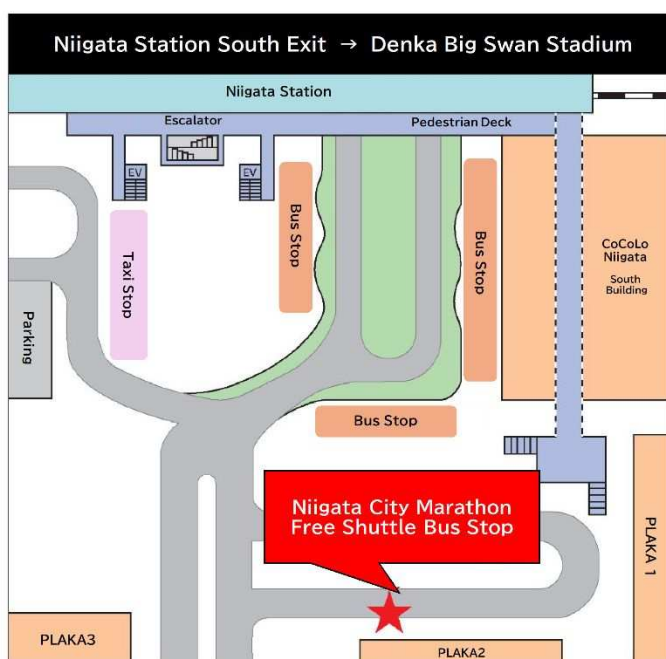 Niigata Station South Exit → Denka Big Swan Stadium
Niigata Station
Escalator
Pedestrian Deck
EV
EV
Bus Stop
Bus Stop
Taxi Stop
CoCoLo
Niigata
South
Building
Parking
Bus Stop
Niigata City Marathon
Free Shuttle Bus Stop
PLAKA 1
PLAKA3
PLAKA2